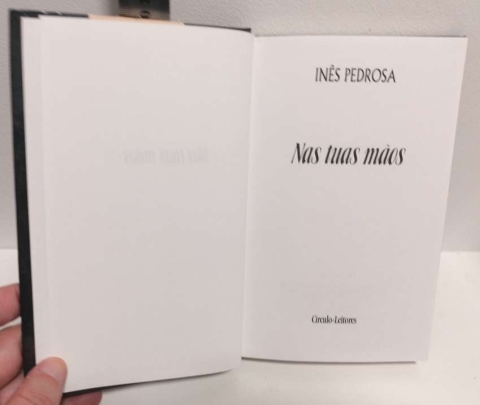 INÊS PEDROSA
Nas tuas mãos
Círculo-Leitores